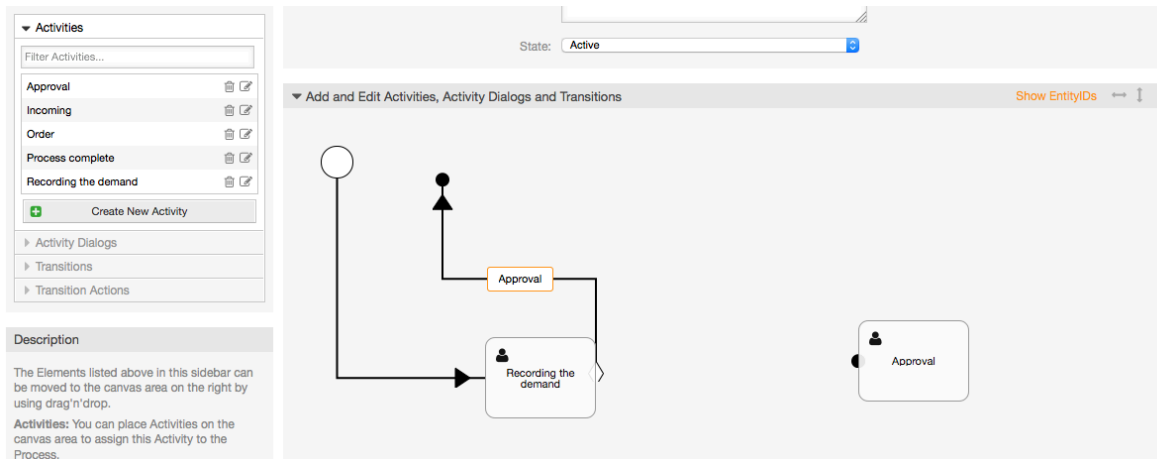 Activities
Filter Activities...
Approval
Incoming
Order
Process complete
Recording the demand
Create New Activity
Activity Dialogs
Transitions
Transition Actions
Description
The Elements listed above in this sidebar can
be moved to the canvas area on the right by
using drag'n'drop.
Activities: You can place Activities on the
canvas area to assign this Activity to the
Process.
State: Active
Add and Edit Activities, Activity Dialogs and Transitions
Show EntityIDs
Approval
Recording the
demand
Approval